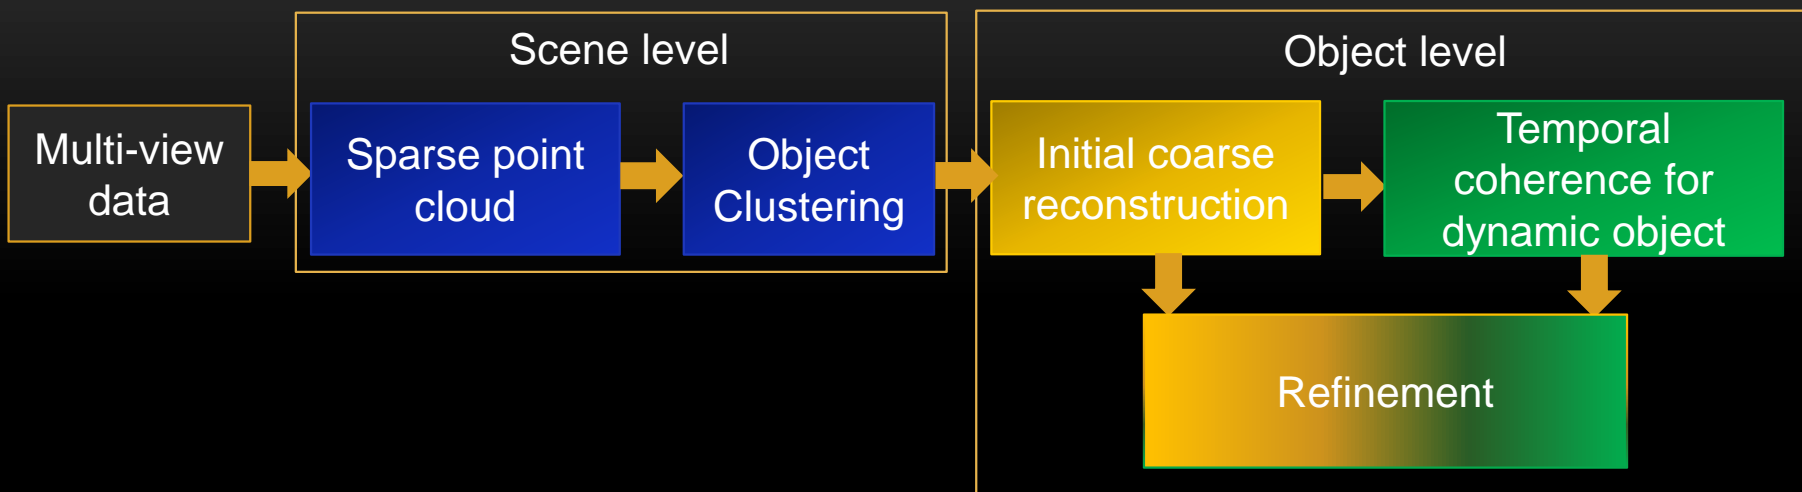 Scene level
Object level
Multi-view
data
Sparse point
cloud
Object
Clustering
Initial coarse
reconstruction
Temporal
coherence for
dynamic object
Refinement